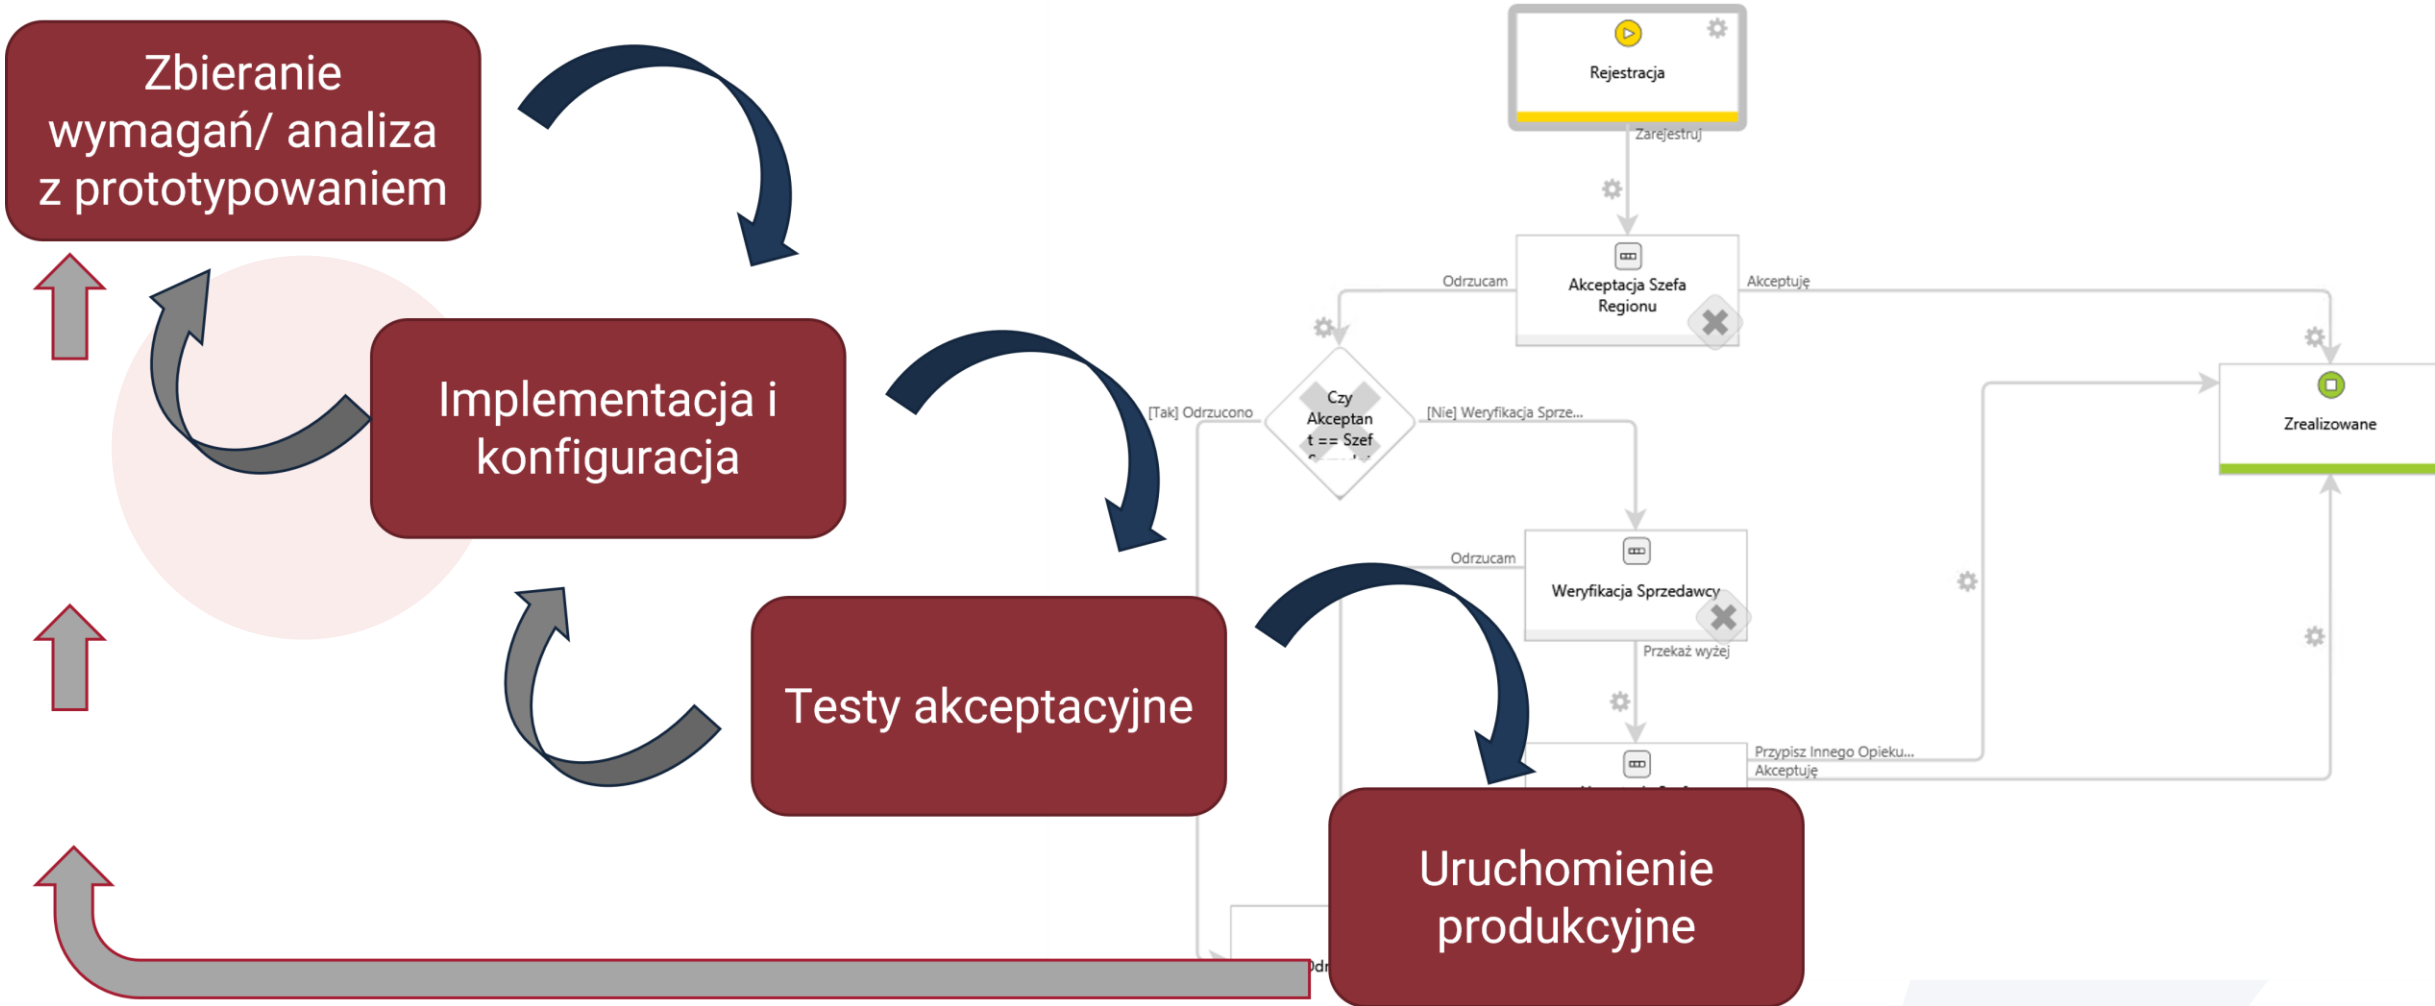 Zbieranie
wymagań/ analiza
z prototypowaniem
Implementacja i
konfiguracja
Testy akceptacyjne
Uruchomienie
produkcyjne
Rejestracja
Zarejestruj
Akceptacja Szefa
Regionu
Odrzucam
Akceptuję
Czy
Akceptan
t == Szef
[Tak] Odrzucono
[Nie] Weryfikacja Sprze...
Zrealizowane
Odrzucam
Weryfikacja Sprzedawcy
Przekaż wyżej
Przypisz Innego Opieku...
Akceptuję